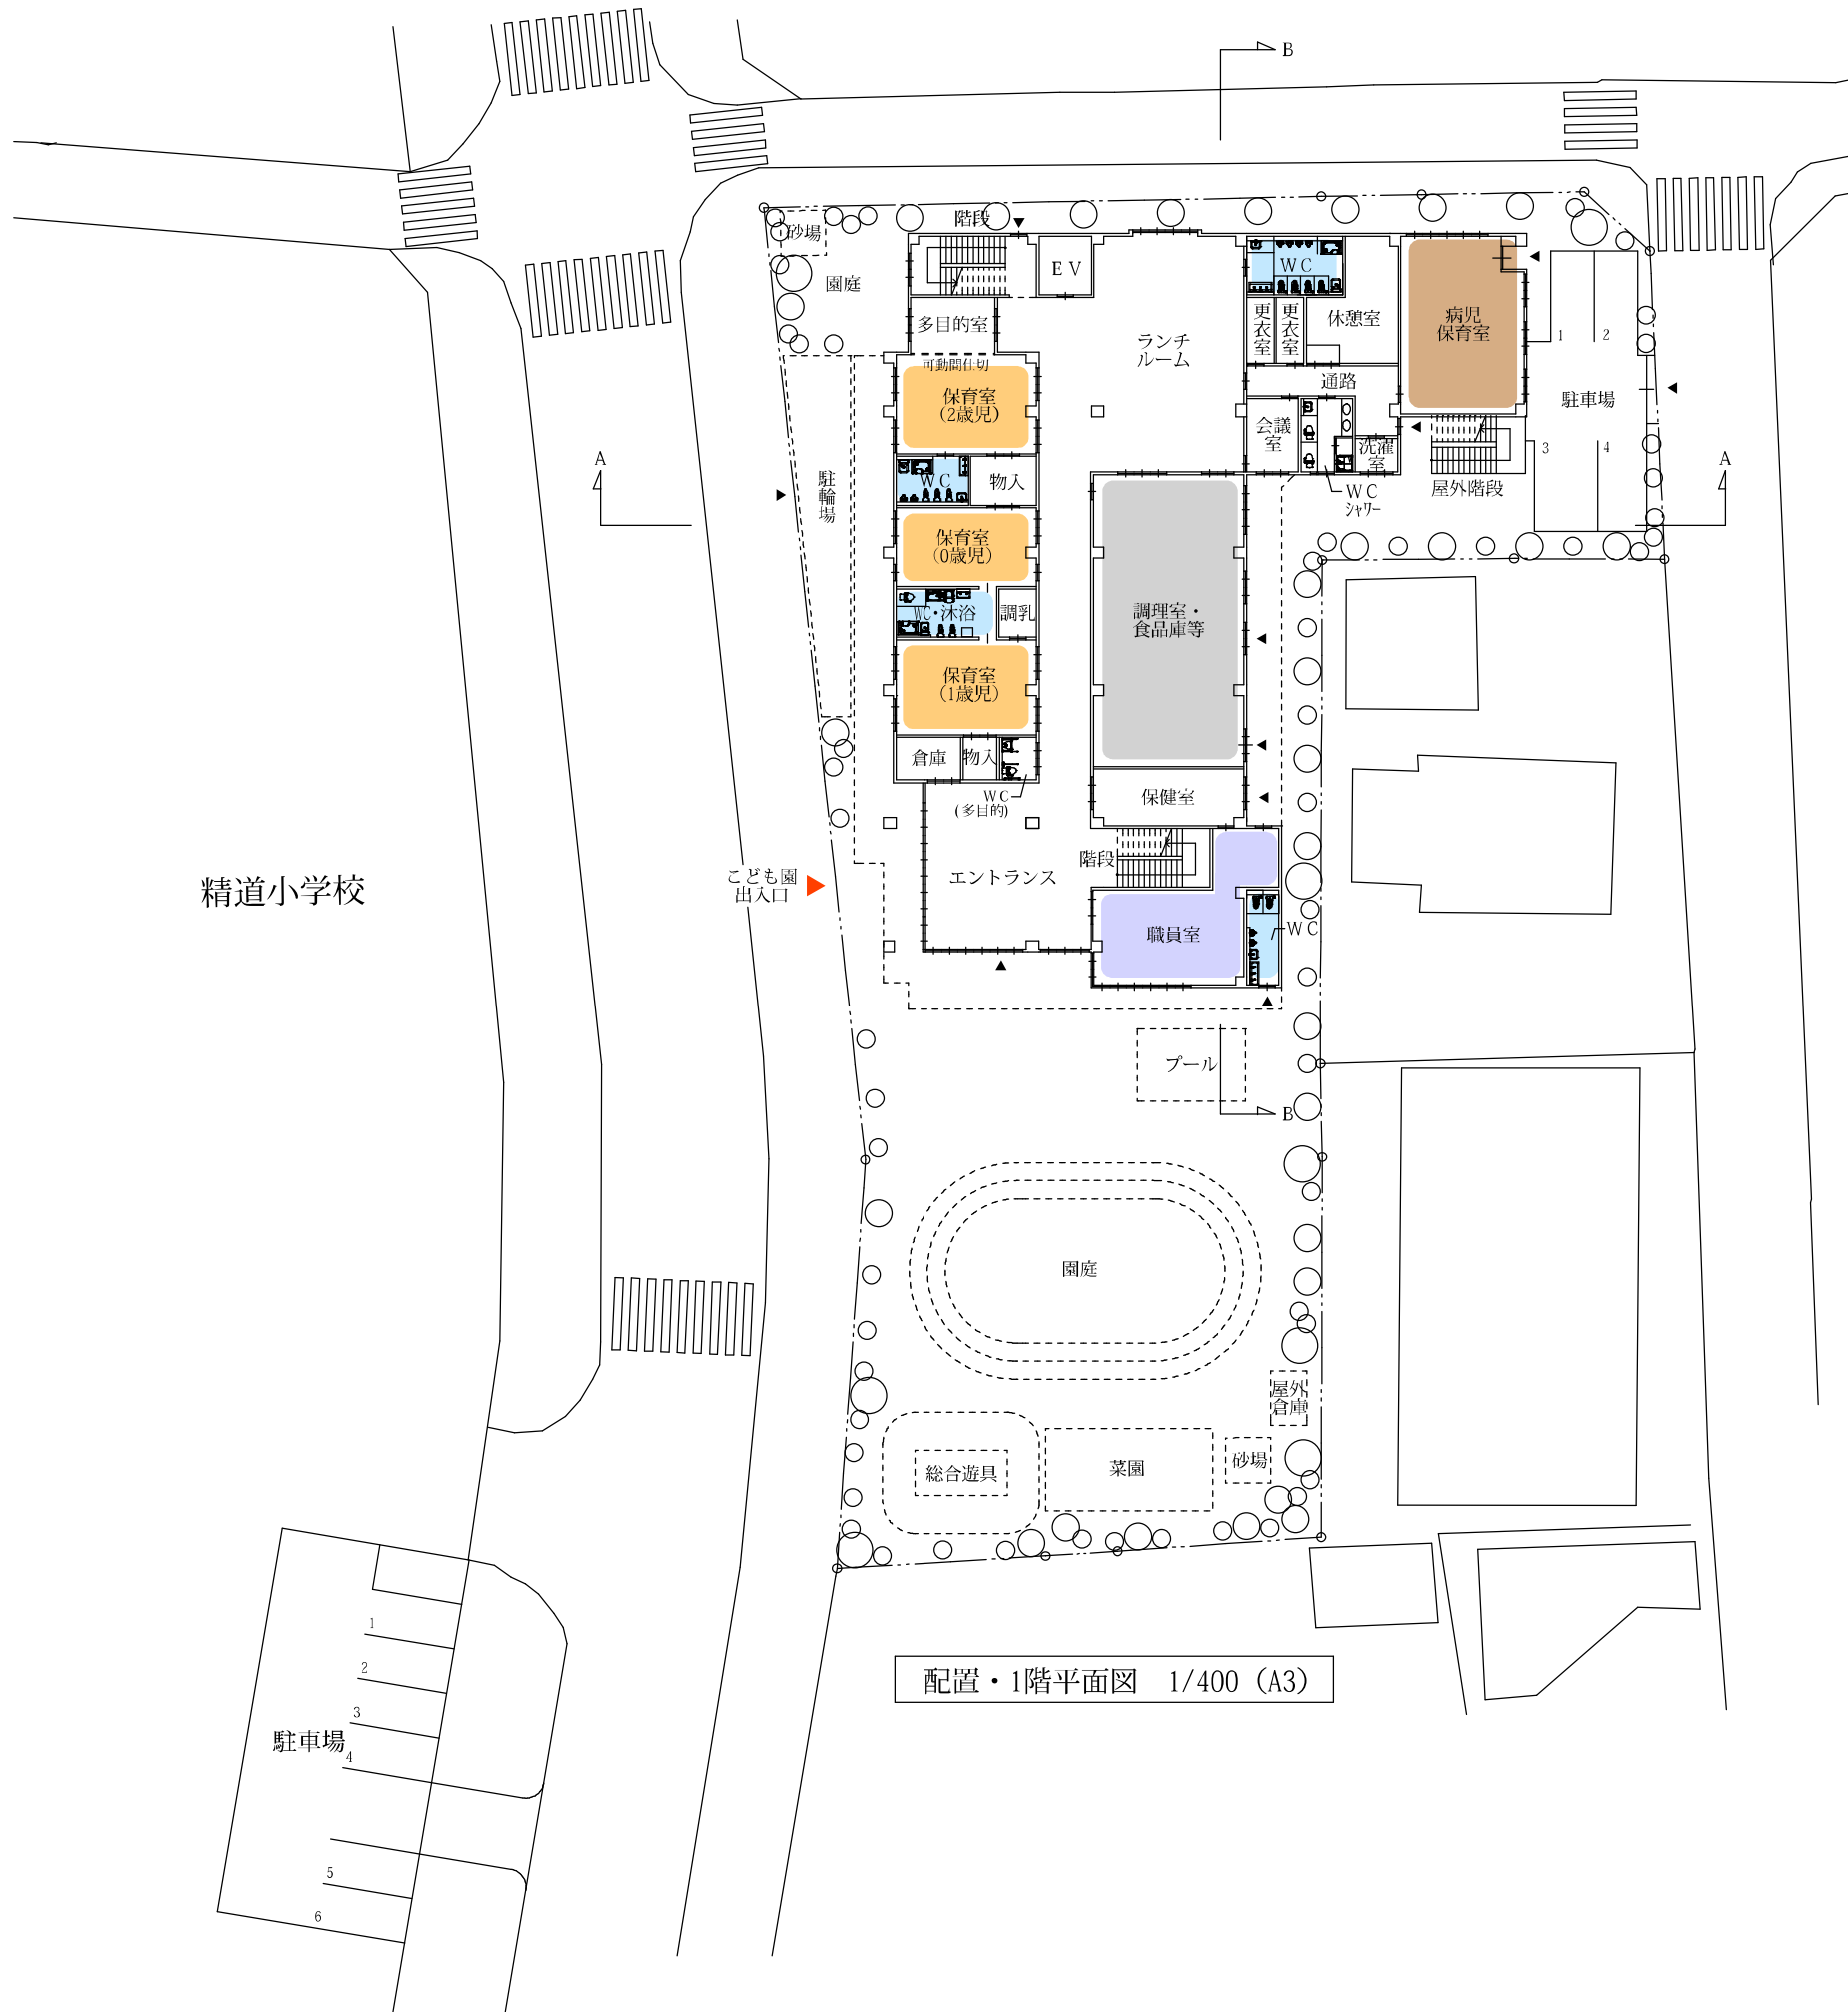 B
階段
砂場
園庭
EV
WC
多目的室
可動間仕切
ランチ
ルーム
更衣室
更衣室
休憩室
病児
保育室
1
2
通路
駐車場
保育室
(2歳児)
会議
室
洗濯
室
3
4
A
A
WC
物入
駐輪場
WC
シャワー
屋外階段
保育室
(0歳児)
WC・沐浴
調乳
調理室・
食品庫等
保育室
(1歳児)
倉庫
物入
WC
(多目的)
保健室
階段
エントランス
こども園
出入口
精道小学校
職員室
WC
プール
B
園庭
屋外
倉庫
総合遊具
菜園
砂場
配置・1階平面図 1/400 (A3)
1
2
3
駐車場
4
5
6